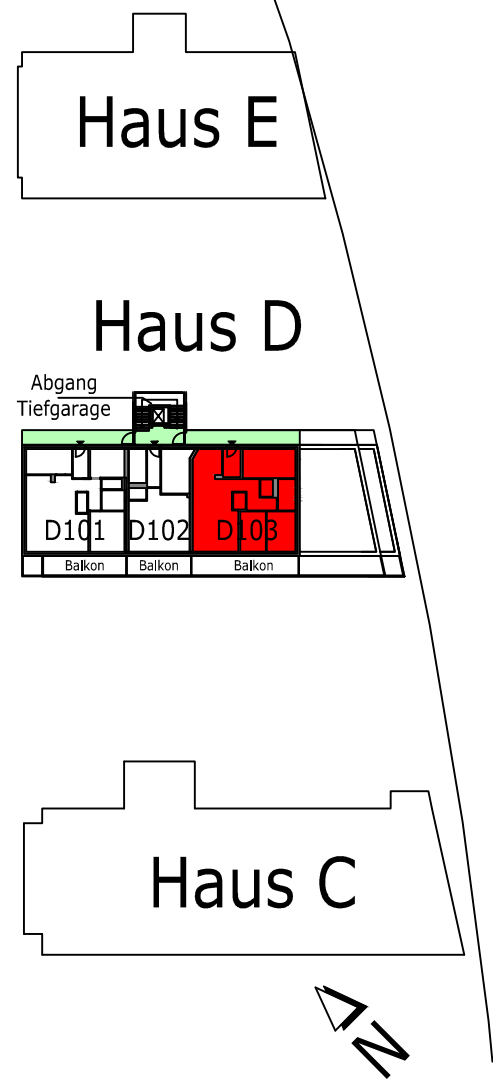 Haus E
Haus D
Abgang
Tiefgarage
D101 D102 D103
Balkon Balkon Balkon
Haus C
N